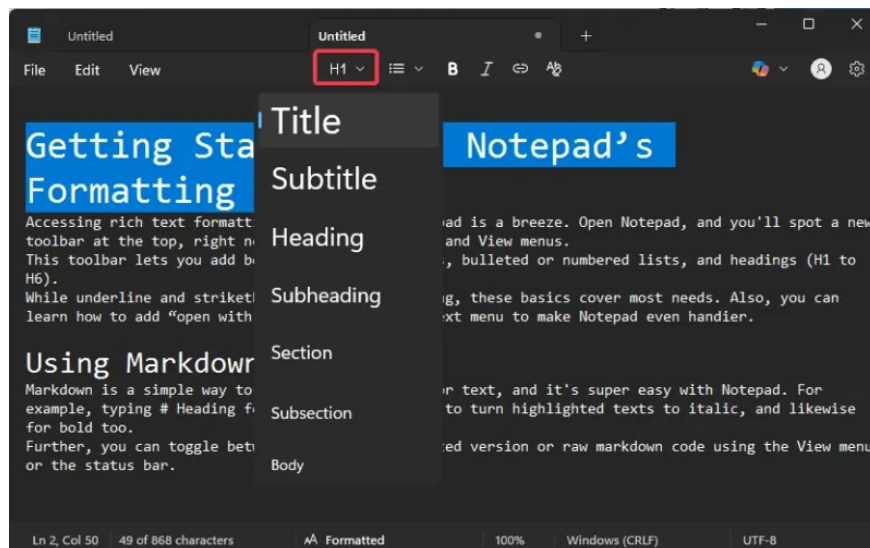 Untitled
Untitled
File Edit View H1 B I
Title
Subtitle
Heading
Subheading
Section
Subsection
Body
Getting Sta Notepad’s
Formatting
Accessing rich text formatt is a breeze. Open Notepad, and you'll spot a new
toolbar at the top, right and View menus.
This toolbar lets you add , bulleted or numbered lists, and headings (H1 to
H6).
While underline and these basics cover most needs. Also, you can
learn how to add “open with menu to make Notepad even handier.
Using Markdown
Markdown is a simple way to text, and it's super easy with Notepad. For
example, typing # Heading to turn highlighted texts to italic, and likewise
for bold too.
Further, you can toggle version or raw markdown code using the View menu
or the status bar.
Ln 2, Col 50 49 of 868 characters Formatted 100% Windows (CRLF) UTF-8